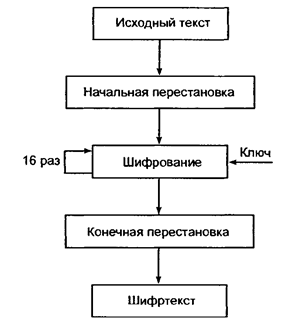 Исходный текст
Начальная перестановка
16 раз
Шифрование
Ключ
Конечная перестановка
Шифртекст